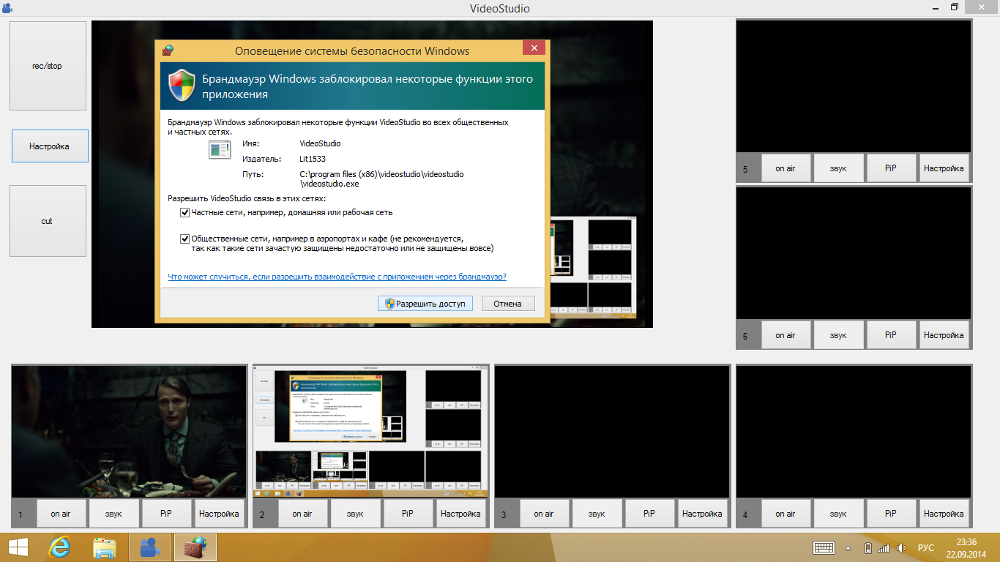 VideoStudio
rec/stop
Настройка
cut
Оповещение системы безопасности Windows
Брандмауэр Windows заблокировал некоторые функции этого
приложения
Брандмауэр Windows заблокировал некоторые функции VideoStudio во всех общественных
и частных сетях.
Имя: VideoStudio
Издатель: Lit1533
Путь: C:\program files (x86)\videostudio\videostudio
\videostudio.exe
Разрешить VideoStudio связь в этих сетях:
Частные сети, например, домашняя или рабочая сеть
Общественные сети, например в аэропортах и кафе (не рекомендуется,
так как такие сети зачастую защищены недостаточно или не защищены вовсе)
Что может случиться, если разрешить взаимодействие с приложением через брандмауэр?
Разрешить доступ Отмена
5 on air звук PiP Настройка
6 on air звук PiP Настройка
1 on air звук PiP Настройка
2 on air звук PiP Настройка
3 on air звук PiP Настройка
4 on air звук PiP Настройка
РУС
23:36
22.09.2014